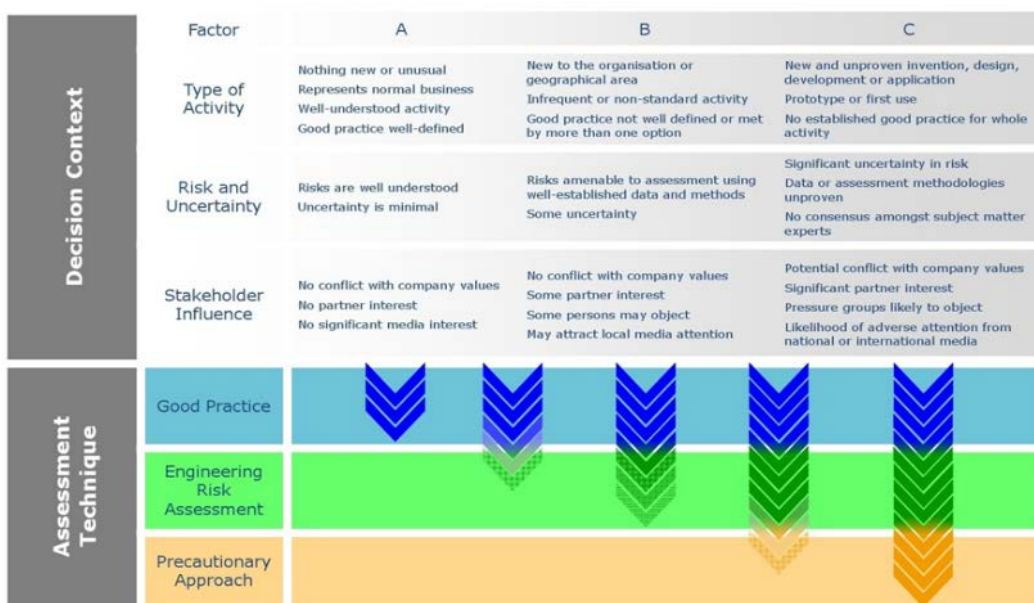 Decision Context
Factor
A
B
C
Type of
Activity
Nothing new or unusual
Represents normal business
Well-understood activity
Good practice well-defined
New to the organisation or
geographical area
Infrequent or non-standard activity
Good practice not well defined or met
by more than one option
New and unproven invention, design,
development or application
Prototype or first use
No established good practice for whole
activity
Risk and
Uncertainty
Risks are well understood
Uncertainty is minimal
Risks amenable to assessment using
well-established data and methods
Some uncertainty
Significant uncertainty in risk
Data or assessment methodologies
unproven
No consensus amongst subject matter
experts
Stakeholder
Influence
No conflict with company values
No partner interest
No significant media interest
No conflict with company values
Some partner interest
Some persons may object
May attract local media attention
Potential conflict with company values
Significant partner interest
Pressure groups likely to object
Likelihood of adverse attention from
national or international media
Assessment
Technique
Good Practice
Engineering
Risk
Assessment
Precautionary
Approach